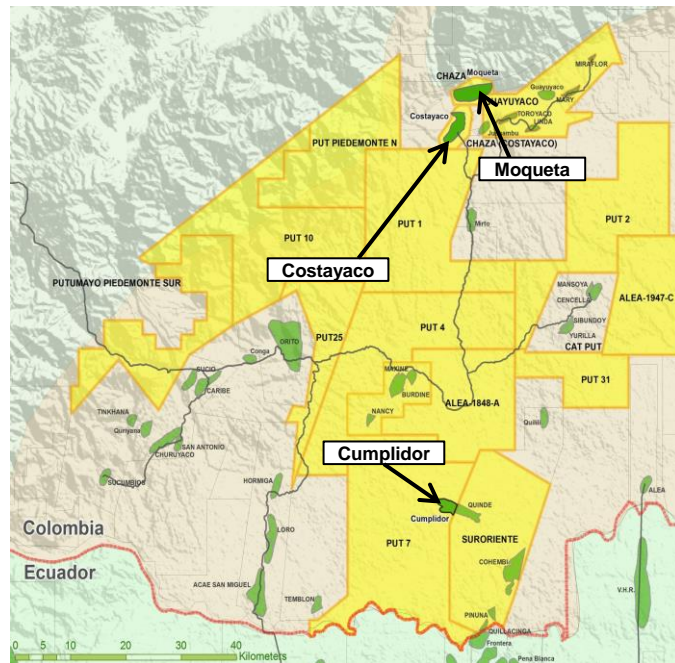 MIRAFLOR
CHAZA
Moqueta
Guayuyaco
MARY
GUAYUYACO
TOROYACO
LINDA
Costayaco
CHAZA (COSTAYACO)
PUT PIEDEMONTE N
Moqueta
Mirto
PUT 1
PUT 2
PUT 10
Costayaco
PUTUMAYO PIEDEMONTE SUR
MANSOYA
CENCELLA
ALEA-1947-C
SIBUNDOY
YURILLA
CAT PUT
PUT25
PUT 4
ORITO
Conga
SUCIO
CARIBE
MAXINE
BURDINE
NANCY
ALEA-1848-A
PUT 31
Quilili
TINKHANA
Quriyana
SAN ANTONIO
CHURUYACO
SUCUMBIOS
Cumplidor
HORMIGA
QUINDE
Cumplidor
ALEA
LORO
PUT 7
SURORIENTE
COHEMBI
Colombia
Ecuador
ACAE SAN MIGUEL
TEMBLON
V.H.R.
PINUNA
QUILLACINGA
Frontera
Pena Blanca
0 5 10 20 30 40
Kilometers